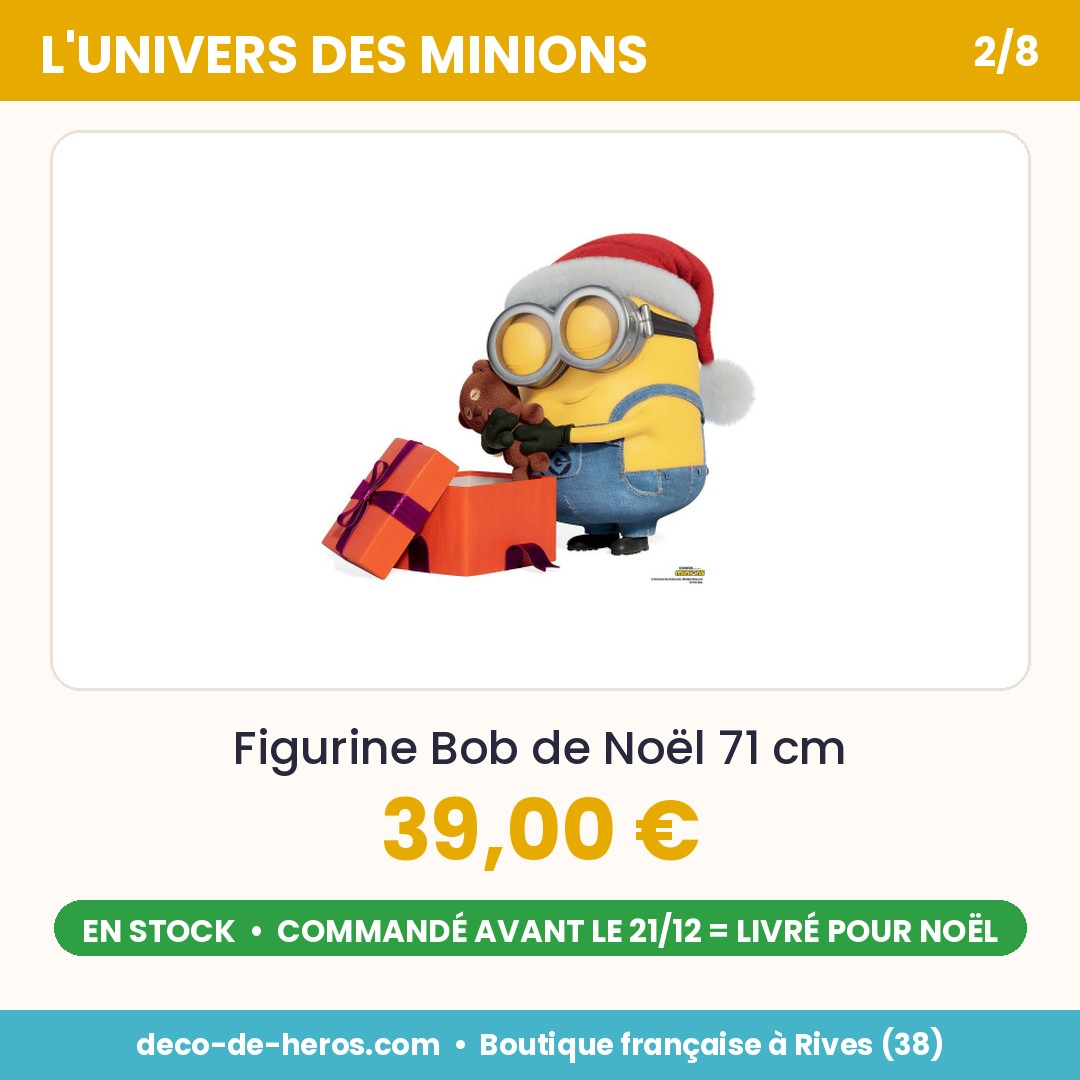 L'UNIVERS DES MINIONS
2/8
minions
Figurine Bob de Noël 71 cm
39,00 €
EN STOCK • COMMANDÉ AVANT LE 21/12 = LIVRÉ POUR NOËL
deco-de-heros.com • Boutique française à Rives (38)